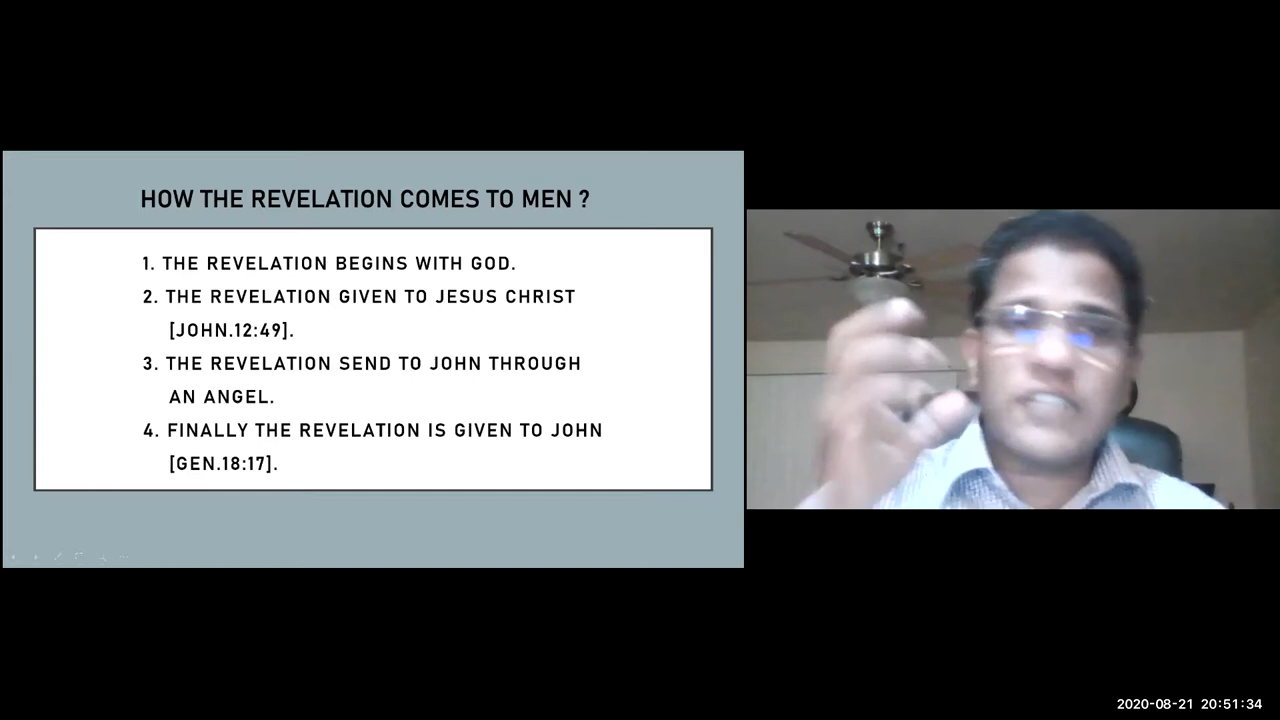 HOW THE REVELATION COMES TO MEN ?
1. THE REVELATION BEGINS WITH GOD.
2. THE REVELATION GIVEN TO JESUS CHRIST
[JOHN.12:49].
3. THE REVELATION SEND TO JOHN THROUGH
AN ANGEL.
4. FINALLY THE REVELATION IS GIVEN TO JOHN
[GEN.18:17].
2020-08-21 20:51:34